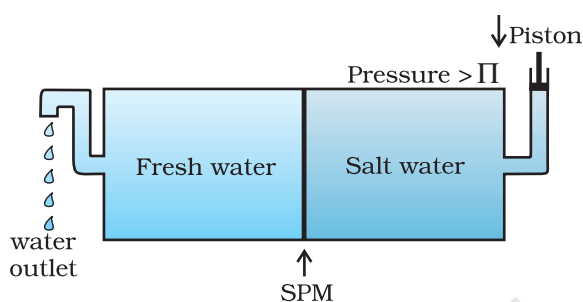 Piston
Pressure > Π
Fresh water
Salt water
water
outlet
SPM